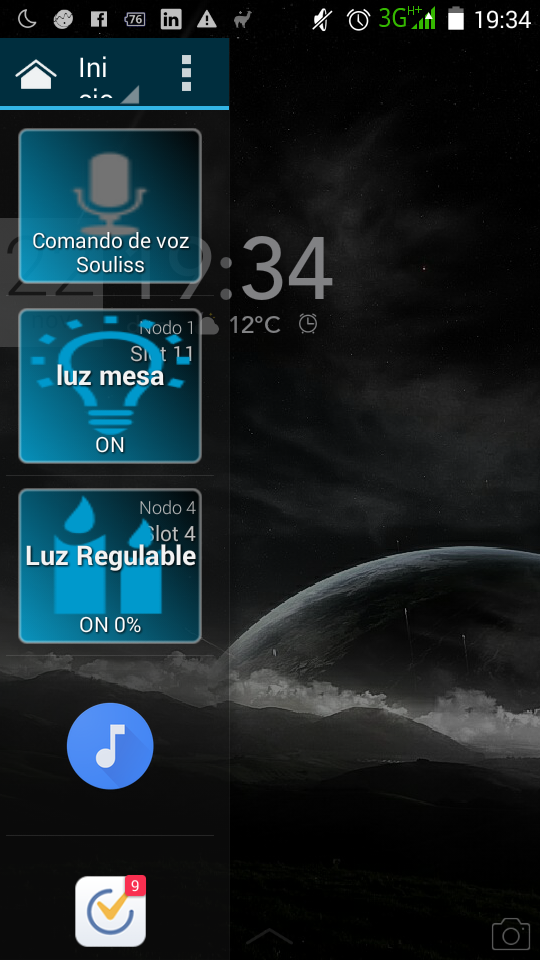 76 3G H+ 19:34
Ini
cio
Comando de voz
Souliss
22 19:34
12°C
Nodo 1
Slot 11
luz mesa
ON
Nodo 4
Slot 4
Luz Regulable
ON 0%
9